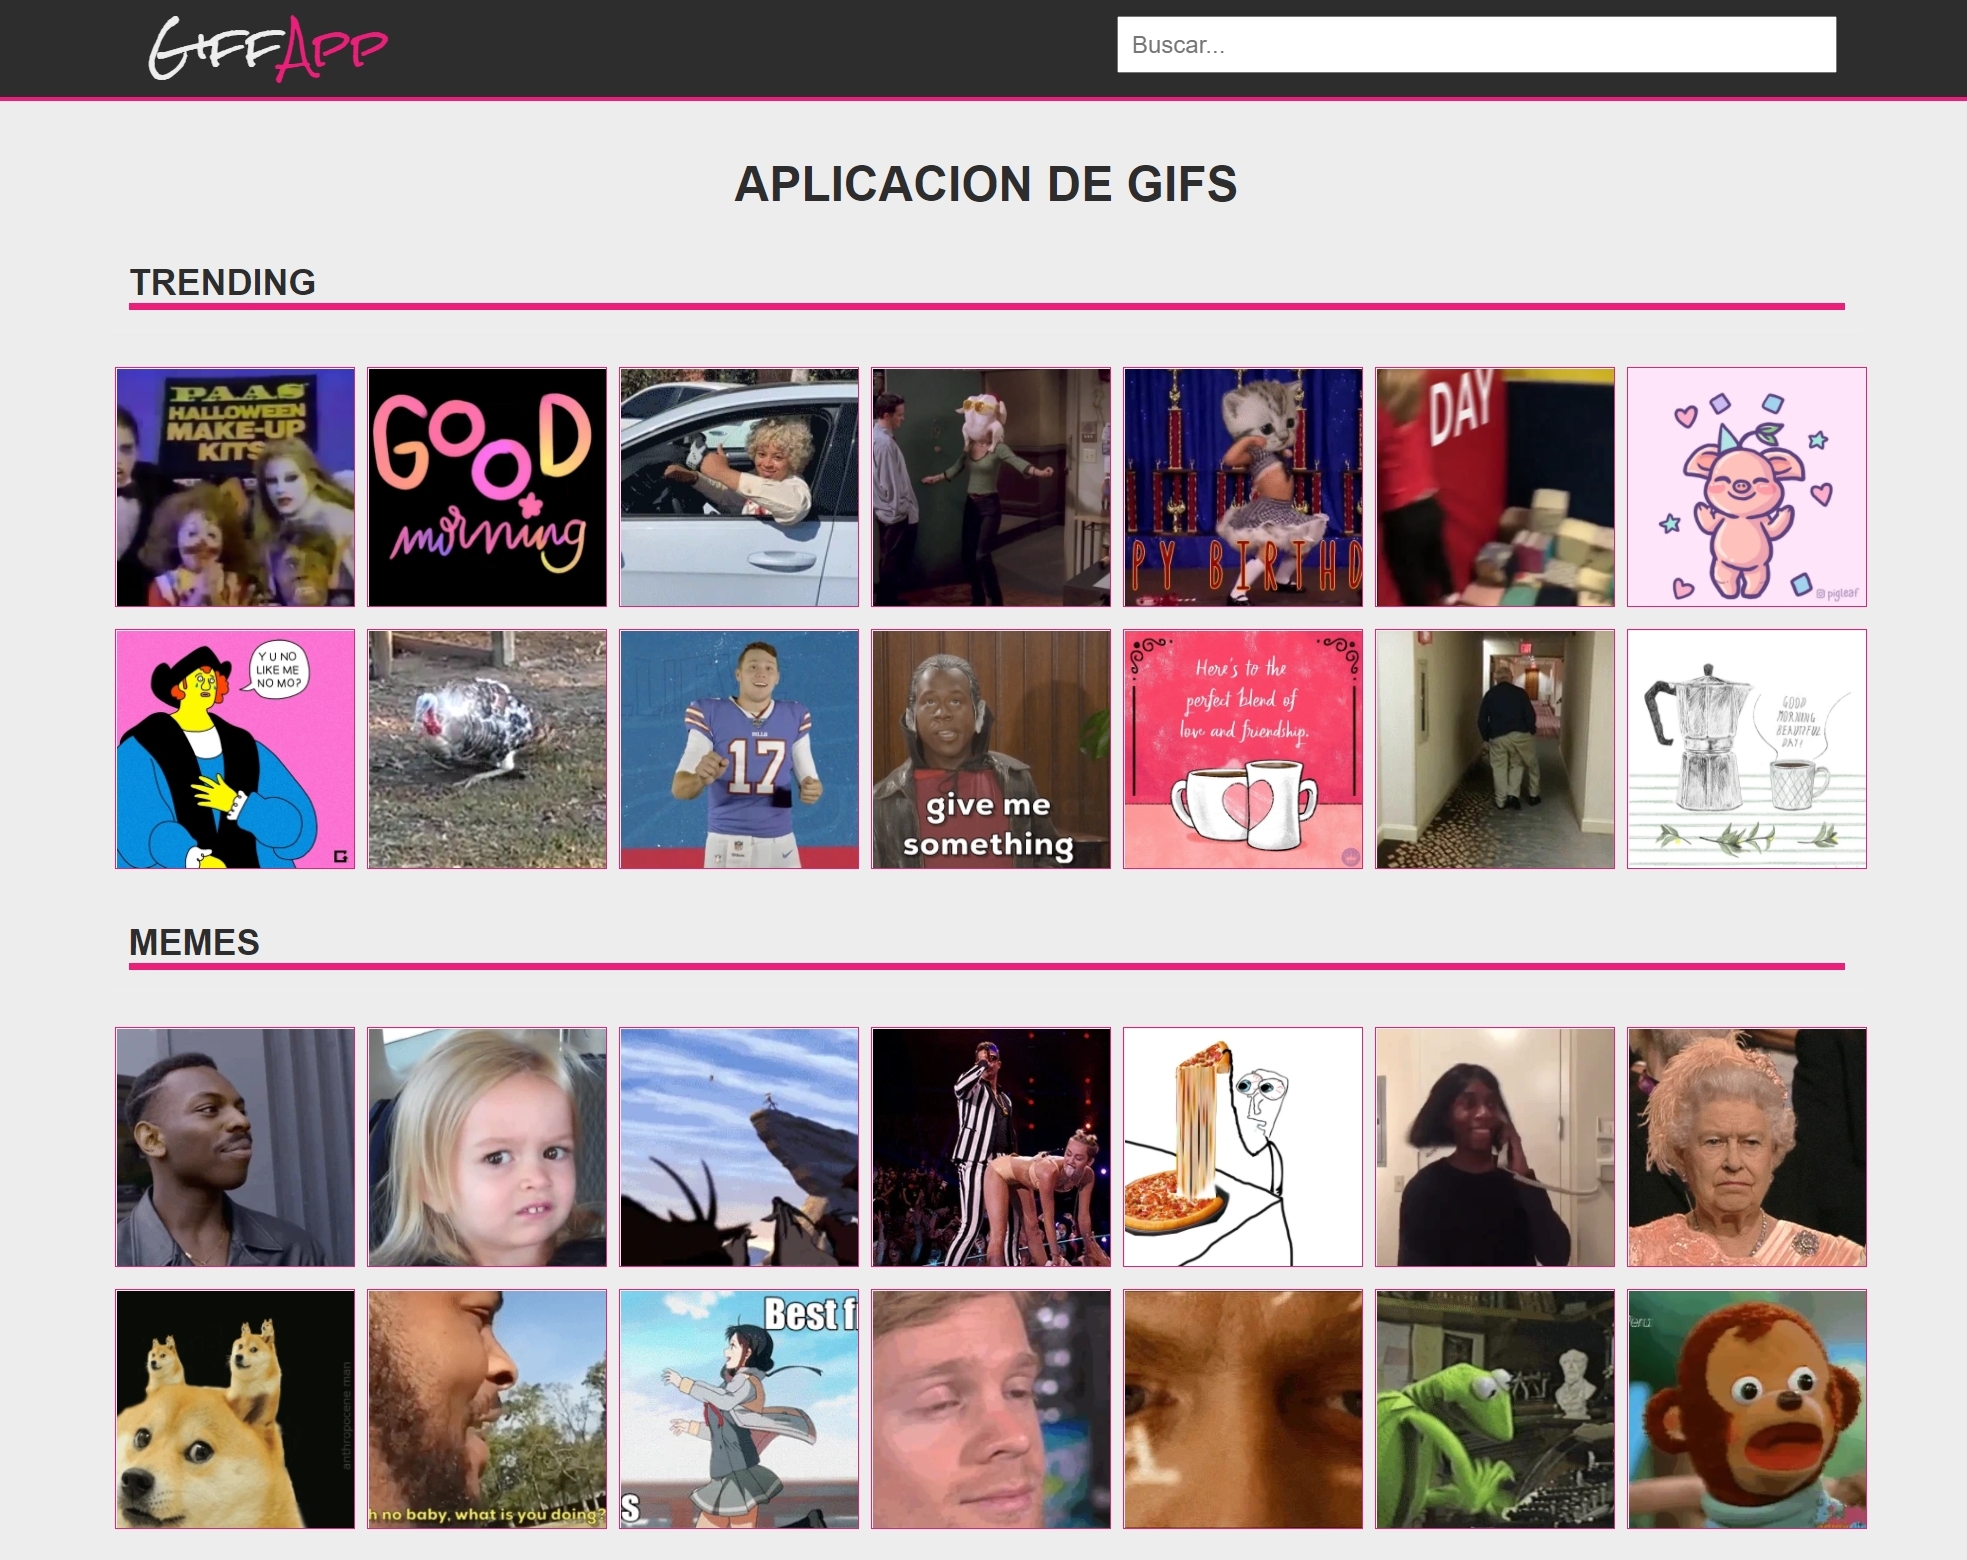 GIFFAPP
Buscar...
APLICACION DE GIFS
TRENDING
PAAS
HALLOWEEN
MAKE-UP
KITS
GOOD
morning
PY BIRTHD
DAY
@pigleaf
Y U NO
LIKE ME
NO MO?
BILLS
17
give me
something
Here's to the
perfect blend of
love and friendship.
GOOD
MORNING
BEAUTIFUL
DAY!
MEMES
anthropocene man
h no baby, what is you doing?
Best f
s